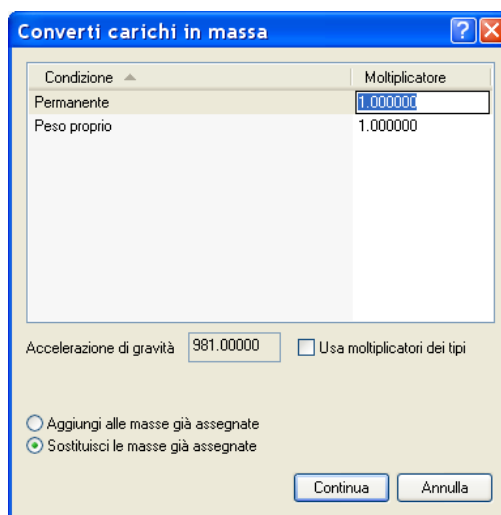 Converti carichi in massa
Condizione Moltiplicatore
Permanente 1.000000
Peso proprio 1.000000
Accelerazione di gravità 981.00000 Usa moltiplicatori dei tipi
Aggiungi alle masse già assegnate
Sostituisci le masse già assegnate
Continua Annulla